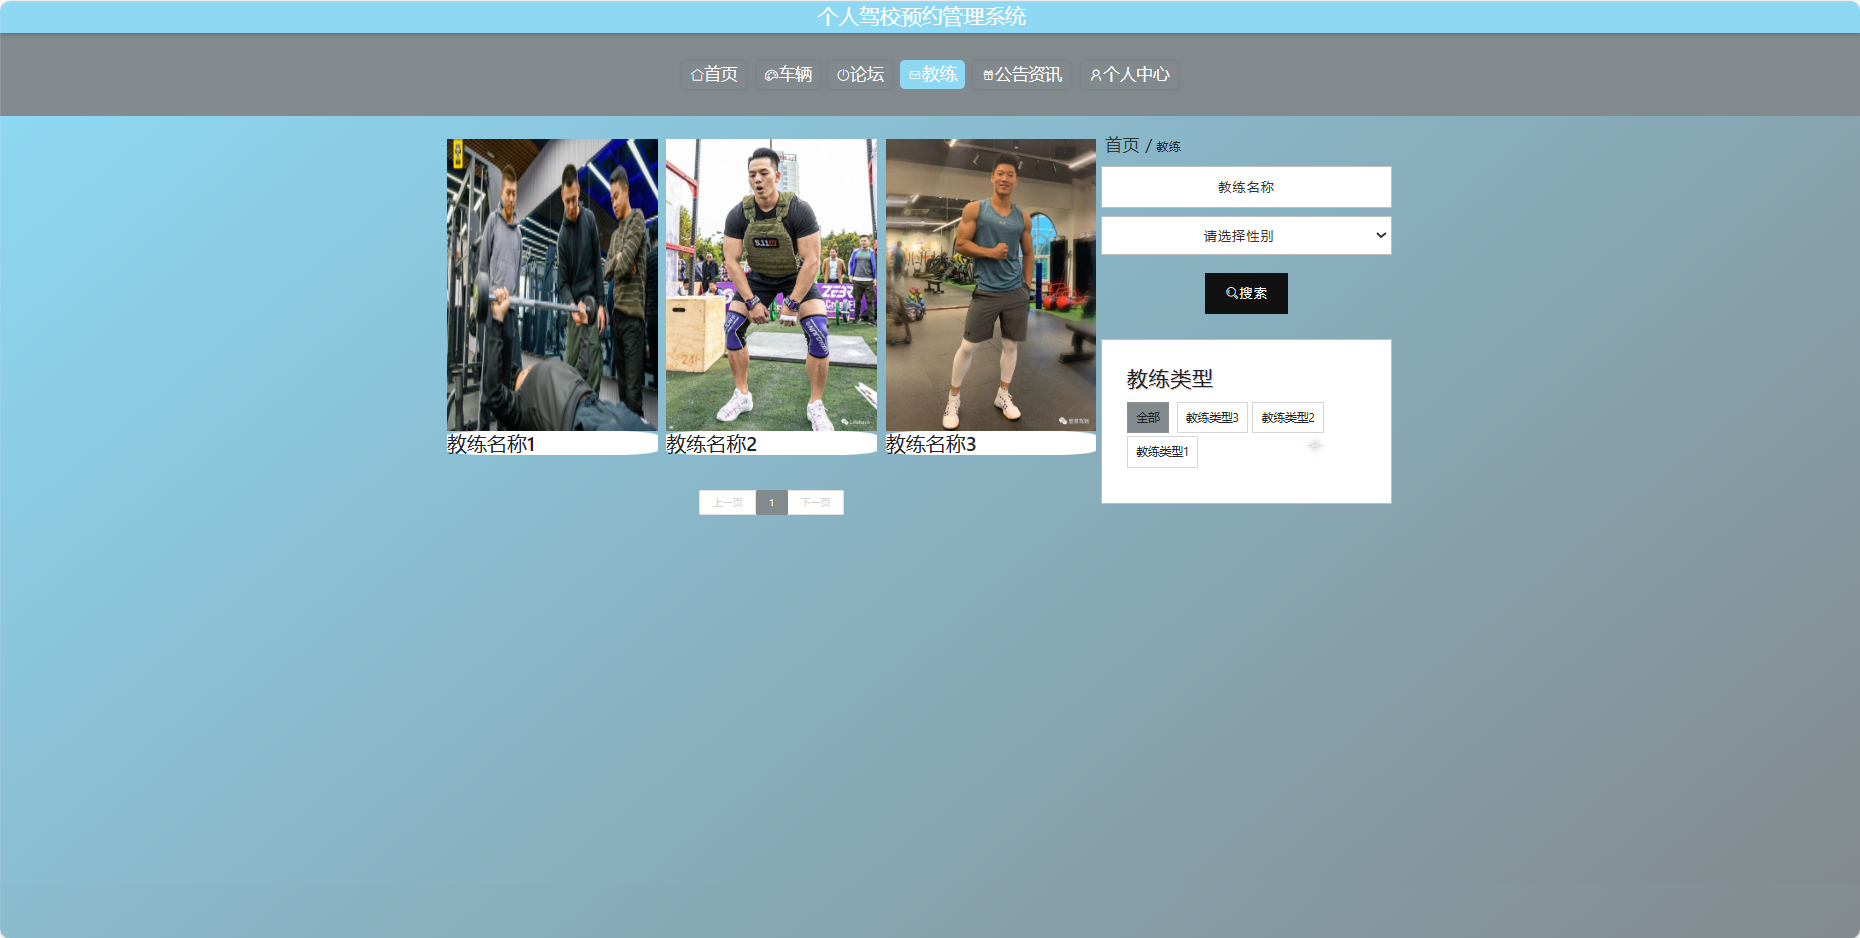 个人驾校预约管理系统
首页 车辆 论坛 教练 公告资讯 个人中心
首页 / 教练
教练名称
请选择性别
搜索
教练类型
全部 教练类型3 教练类型2
教练类型1
5.11
ZEBR
24
教练名称1 教练名称2 教练名称3
上一页 1 下一页